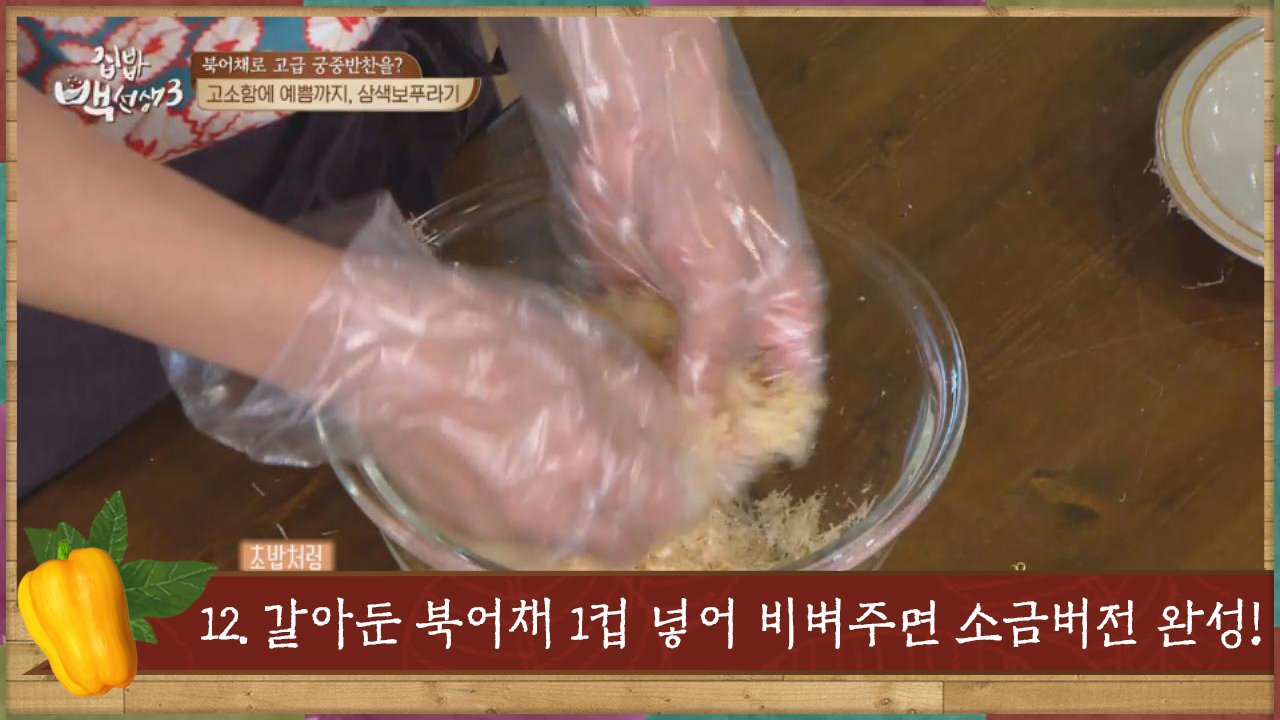 집밥
백선생3
북어채로 고급 궁중반찬을?
고소함에 예쁨까지, 삼색보푸라기
초밥처럼
12. 갈아둔 북어채 1컵 넣어 비벼주면 소금버전 완성!